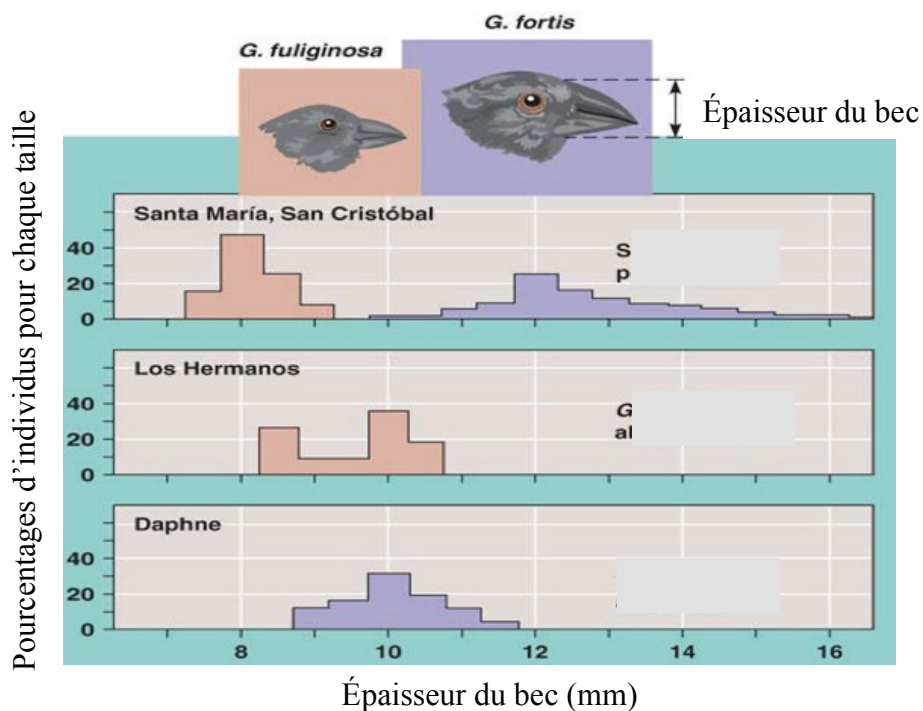 G. fortis
G. fuliginosa
Épaisseur du bec
Pourcentages d'individus pour chaque taille
Santa María, San Cristóbal
S
p
40
20
0
Los Hermanos
G
al
40
20
0
Daphne
40
20
0
8 10 12 14 16
Épaisseur du bec (mm)